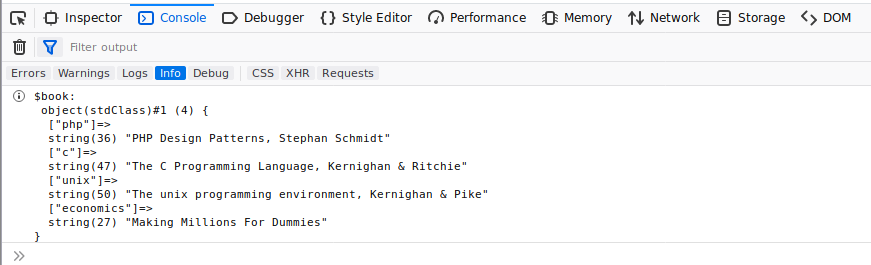 Inspector Console Debugger Style Editor Performance Memory Network Storage DOM
Filter output
Errors Warnings Logs Info Debug CSS XHR Requests
$book:
object(stdClass)#1 (4) {
["php"]=>
string(36) "PHP Design Patterns, Stephan Schmidt"
["c"]=>
string(47) "The C Programming Language, Kernighan & Ritchie"
["unix"]=>
string(50) "The unix programming environment, Kernighan & Pike"
["economics"]=>
string(27) "Making Millions For Dummies"
}